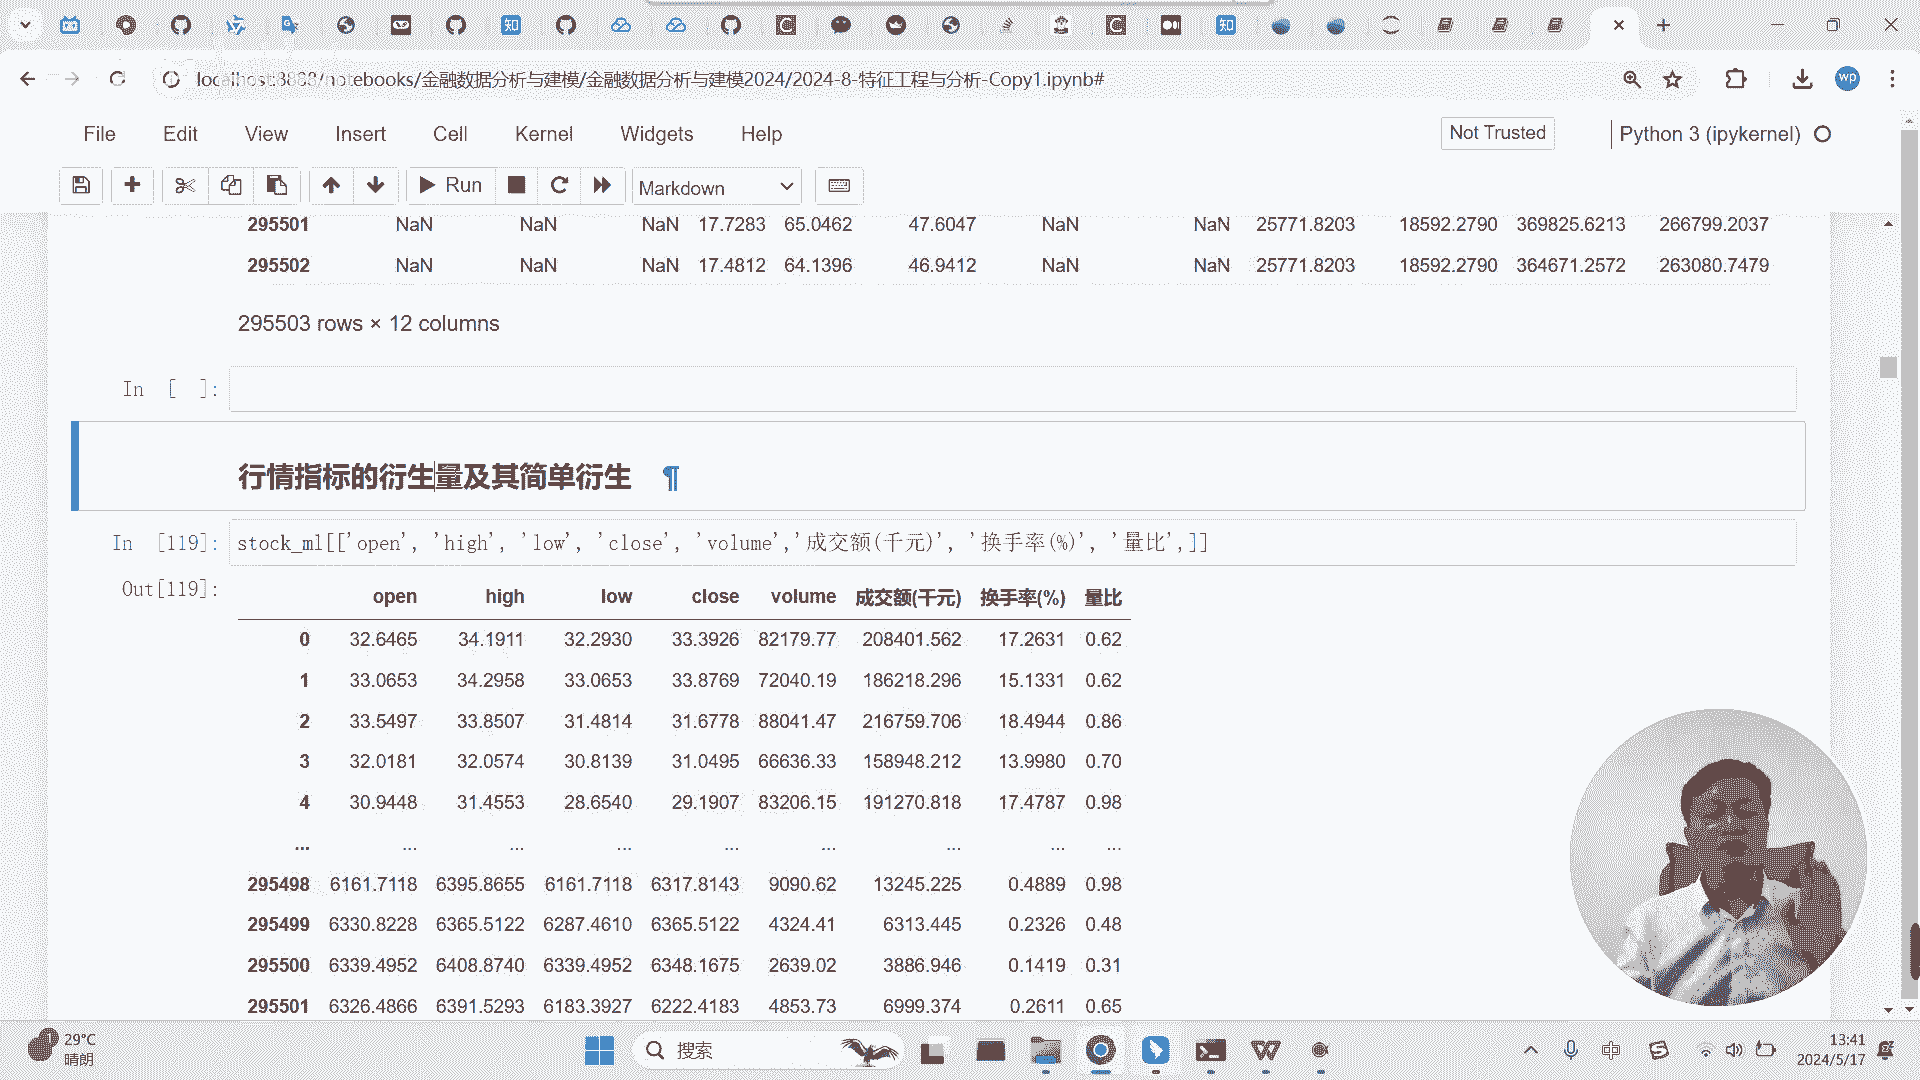 localhost:8888/notebooks/金融数据分析与建模/金融数据分析与建模2024/2024-8-特征工程与分析-Copy1.ipynb#
wp
File Edit View Insert Cell Kernel Widgets Help
Not Trusted
Python 3 (ipykernel)
Run
Markdown
295501 NaN NaN NaN 17.7283 65.0462 47.6047 NaN NaN 25771.8203 18592.2790 369825.6213 266799.2037
295502 NaN NaN NaN 17.4812 64.1396 46.9412 NaN NaN 25771.8203 18592.2790 364671.2572 263080.7479
295503 rows × 12 columns
In [ ]:
行情指标的衍生量及其简单衍生 ¶
In [119]: stock_ml[['open', 'high', 'low', 'close', 'volume','成交额(千元)', '换手率(%)', '量比',]]
Out[119]:
open high low close volume 成交额(千元) 换手率(%) 量比
0 32.6465 34.1911 32.2930 33.3926 82179.77 208401.562 17.2631 0.62
1 33.0653 34.2958 33.0653 33.8769 72040.19 186218.296 15.1331 0.62
2 33.5497 33.8507 31.4814 31.6778 88041.47 216759.706 18.4944 0.86
3 32.0181 32.0574 30.8139 31.0495 66636.33 158948.212 13.9980 0.70
4 30.9448 31.4553 28.6540 29.1907 83206.15 191270.818 17.4787 0.98
... ... ... ... ... ... ... ... ...
295498 6161.7118 6395.8655 6161.7118 6317.8143 9090.62 13245.225 0.4889 0.98
295499 6330.8228 6365.5122 6287.4610 6365.5122 4324.41 6313.445 0.2326 0.48
295500 6339.4952 6408.8740 6339.4952 6348.1675 2639.02 3886.946 0.1419 0.31
295501 6326.4866 6391.5293 6183.3927 6222.4183 4853.73 6999.374 0.2611 0.65
29°C
晴朗
搜索
中
13:41
2024/5/17